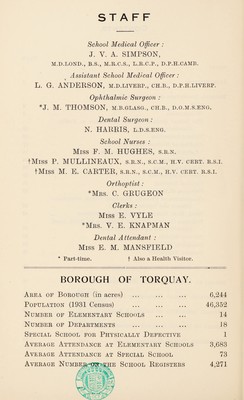 STAFF
School Medical Officer :
J. V. A. SIMPSON,
M.D.LOND., B.S., M.R.C.S., L.R.C.P., D.P.H.CAMB.
Assistant School Medical Officer :
L. G. ANDERSON, M.D.LIVERP., CH.B., D.P.H.LIVERP.
Ophthalmic Surgeon :
*J. M. THOMSON, M.B.GLASG., CH.B., D.O.M.S.ENG.
Dental Surgeon :
N. HARRIS, L.D.S.ENG.
School Nurses :
MISS F. M. HUGHES, S.R.N.
†MISS P. MULLINEAUX, S.R.N., S.C.M., H.V. CERT. R.S.I.
†MISS M. E. CARTER, S.R.N., S.C.M., H.V. CERT. R.S.I.
Orthoptist :
*MRS. C. GRUGEON
Clerks :
MISS E. VYLE
*MRS. V. E. KNAPMAN
Dental Attendant :
MISS E. M. MANSFIELD
* Part-time. † Also a Health Visitor.
BOROUGH OF TORQUAY.
AREA OF BOROUGH (in acres) ... ... ... 6,244
POPULATION (1931 Census) ... ... ... 46,352
NUMBER OF ELEMENTARY SCHOOLS ... ... 14
NUMBER OF DEPARTMENTS ... ... ... 18
SPECIAL SCHOOL FOR PHYSICALLY DEFECTIVE ... 1
AVERAGE ATTENDANCE AT ELEMENTARY SCHOOLS ... 3,685
AVERAGE ATTENDANCE AT SPECIAL SCHOOL ... 73
AVERAGE NUMBER ON THE SCHOOL REGISTERS ... 4,271